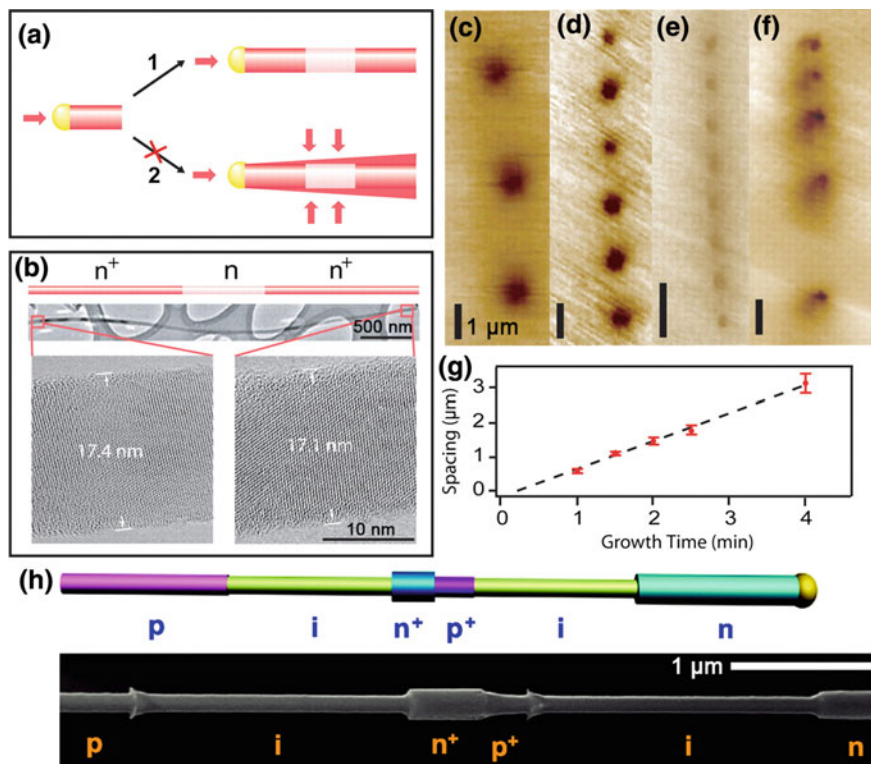 (a)
1
2
(b)
n⁺ n n⁺
500 nm
17.4 nm
17.1 nm
10 nm
(c) (d) (e) (f)
1 μm
(g)
Spacing (μm)
3
2
1
0
0 1 2 3 4
Growth Time (min)
(h)
p i n⁺ p⁺ i n
1 μm
p i n⁺ p⁺ i n